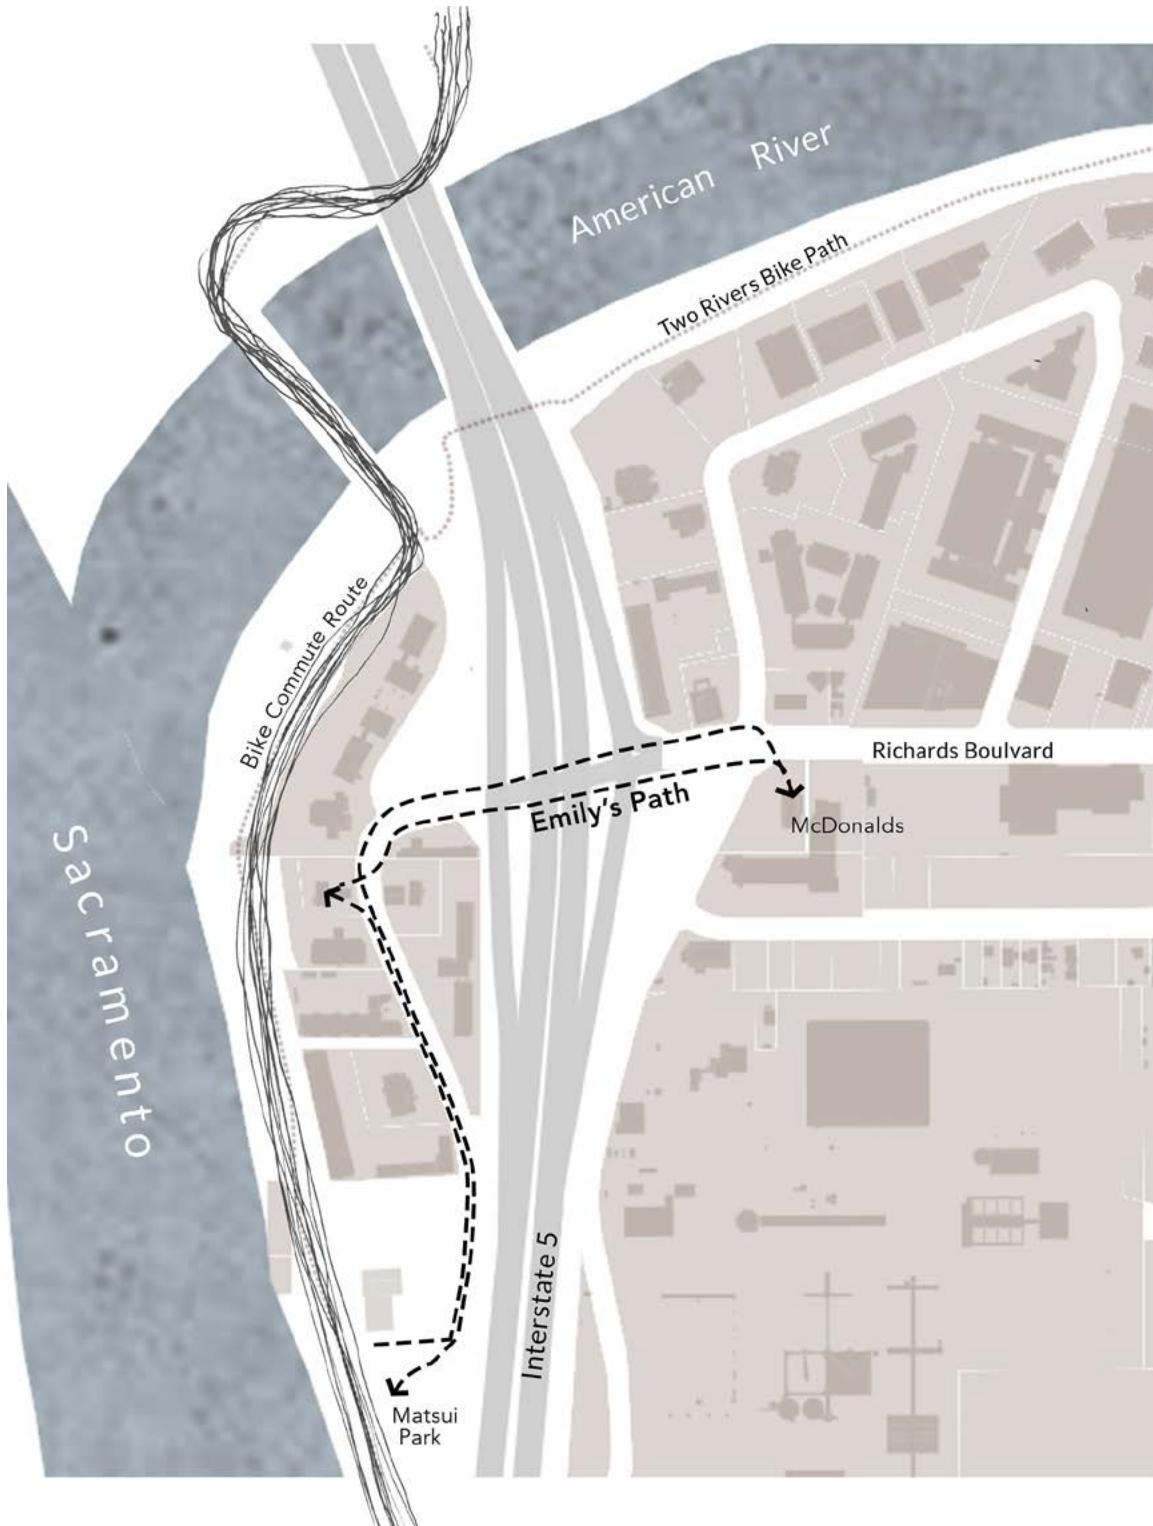 American River
Two Rivers Bike Path
Bike Commute Route
Richards Boulvard
Emily's Path
McDonalds
Sacramento
Interstate 5
Matsui
Park